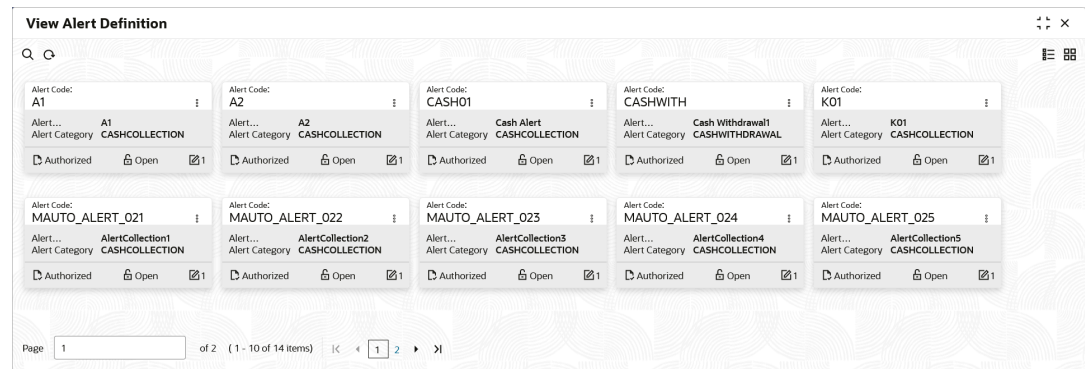 View Alert Definition
Alert Code:
A1
Alert... A1
Alert Category CASHCOLLECTION
Authorized Open 1
Alert Code:
A2
Alert... A2
Alert Category CASHCOLLECTION
Authorized Open 1
Alert Code:
CASH01
Alert... Cash Alert
Alert Category CASHCOLLECTION
Authorized Open 1
Alert Code:
CASHWITH
Alert... Cash Withdrawal1
Alert Category CASHWITHDRAWAL
Authorized Open 1
Alert Code:
K01
Alert... K01
Alert Category CASHCOLLECTION
Authorized Open 1
Alert Code:
MAUTO_ALERT_021
Alert... AlertCollection1
Alert Category CASHCOLLECTION
Authorized Open 1
Alert Code:
MAUTO_ALERT_022
Alert... AlertCollection2
Alert Category CASHCOLLECTION
Authorized Open 1
Alert Code:
MAUTO_ALERT_023
Alert... AlertCollection3
Alert Category CASHCOLLECTION
Authorized Open 1
Alert Code:
MAUTO_ALERT_024
Alert... AlertCollection4
Alert Category CASHCOLLECTION
Authorized Open 1
Alert Code:
MAUTO_ALERT_025
Alert... AlertCollection5
Alert Category CASHCOLLECTION
Authorized Open 1
Page 1 of 2 ( 1 - 10 of 14 items) 1 2